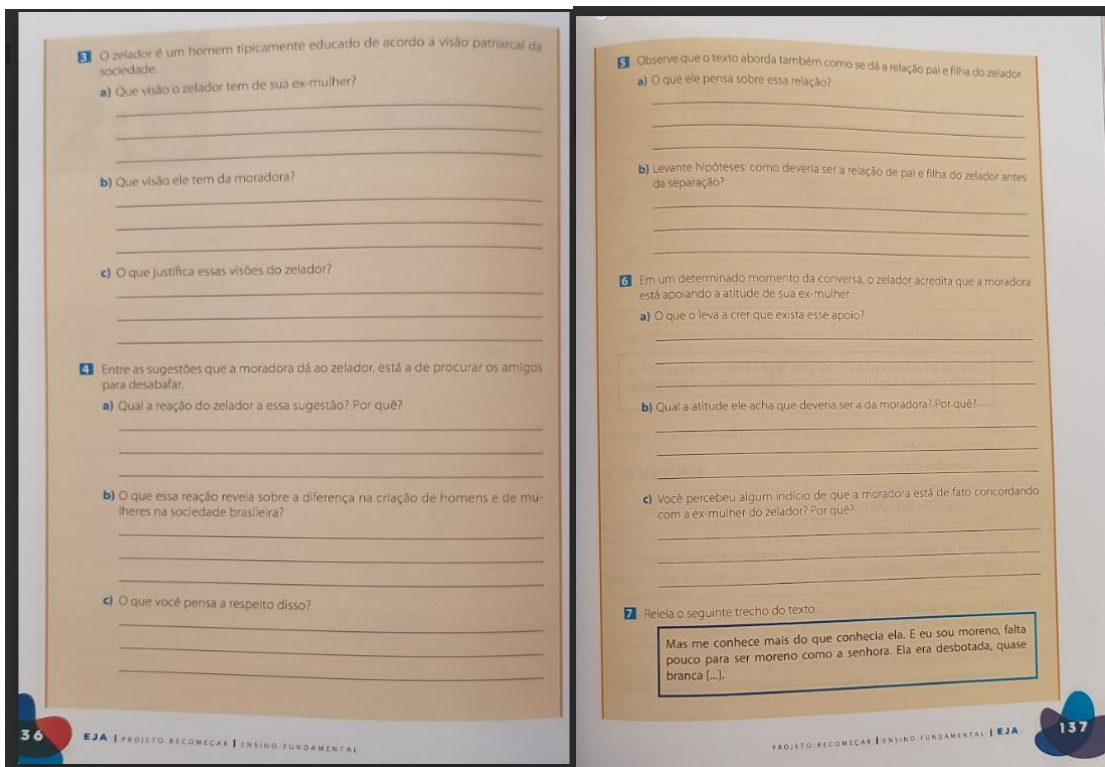 3 O zelador é um homem tipicamente educado de acordo a visão patriarcal da
sociedade.
a) Que visão o zelador tem de sua ex-mulher?
b) Que visão ele tem da moradora?
c) O que justifica essas visões do zelador?
4 Entre as sugestões que a moradora dá ao zelador, está a de procurar os amigos
para desabafar.
a) Qual a reação do zelador a essa sugestão? Por quê?
b) O que essa reação revela sobre a diferença na criação de homens e de mu-
lheres na sociedade brasileira?
c) O que você pensa a respeito disso?
36
EJA | PROJETO RECOMEÇAR | ENSINO FUNDAMENTAL
5 Observe que o texto aborda também como se dá a relação pai e filha do zelador.
a) O que ele pensa sobre essa relação?
b) Levante hipóteses: como deveria ser a relação de pai e filha do zelador antes
da separação?
6 Em um determinado momento da conversa, o zelador acredita que a moradora
está apoiando a atitude de sua ex-mulher.
a) O que o leva a crer que exista esse apoio?
b) Qual a atitude ele acha que deveria ser a da moradora? Por quê?
c) Você percebeu algum indício de que a moradora está de fato concordando
com a ex-mulher do zelador? Por quê?
7 Releia o seguinte trecho do texto:
Mas me conhece mais do que conhecia ela. E eu sou moreno, falta
pouco para ser moreno como a senhora. Ela era desbotada, quase
branca [...].
PROJETO RECOMEÇAR | ENSINO FUNDAMENTAL | EJA
137